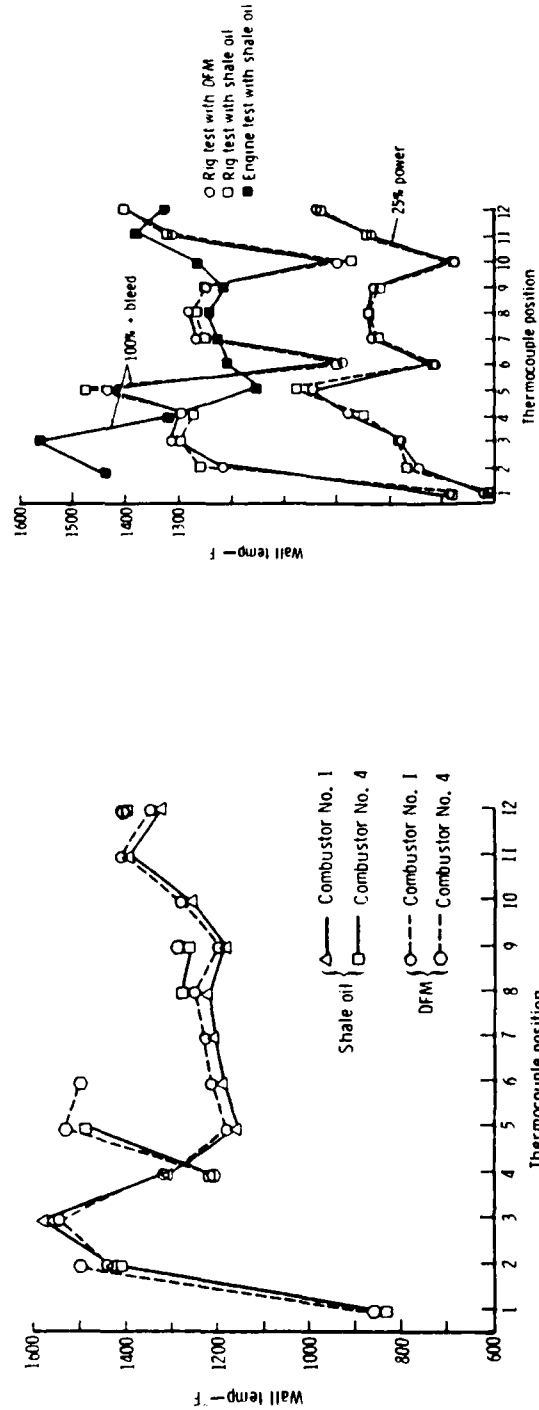 1600
1400
1200
1000
800
600
Wall temp—°F
1
2
3
4
5
6
7
8
9
10
11
12
Thermocouple position
Shale oil
Combustor No. 1
Combustor No. 4
DFM
Combustor No. 1
Combustor No. 4
1600
1500
1400
1300
Wall temp — F
1
2
3
4
5
6
7
8
9
10
11
12
Thermocouple position
100% + bleed
25% power
Rig test with DFM
Rig test with shale oil
Engine test with shale oil